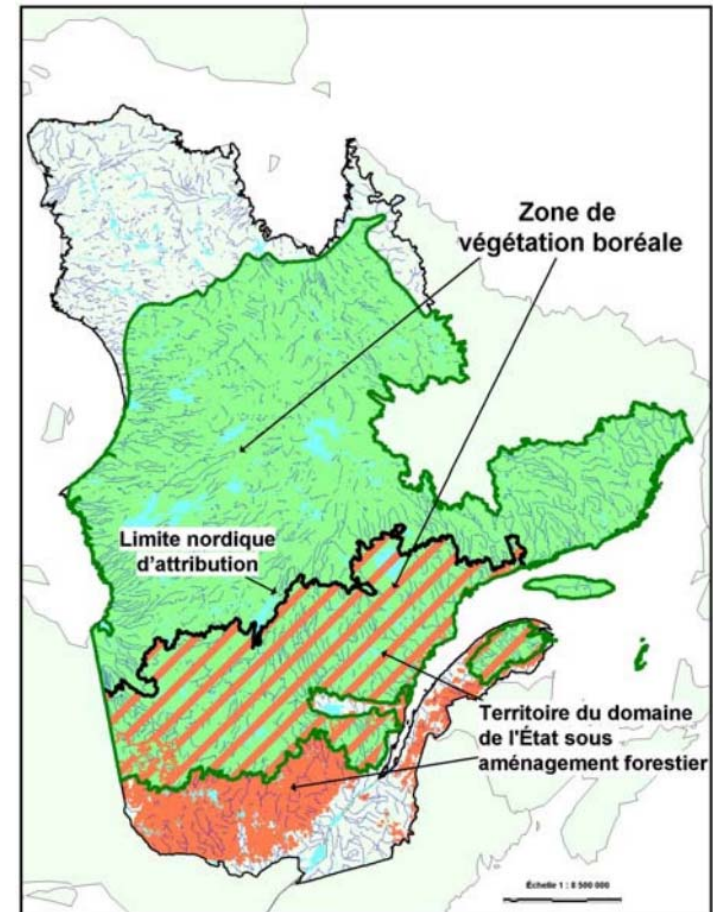 Zone de
végétation boréale
Limite nordique
d'attribution
Territoire du domaine
de l'État sous
aménagement forestier
Échelle 1 : 8 500 000